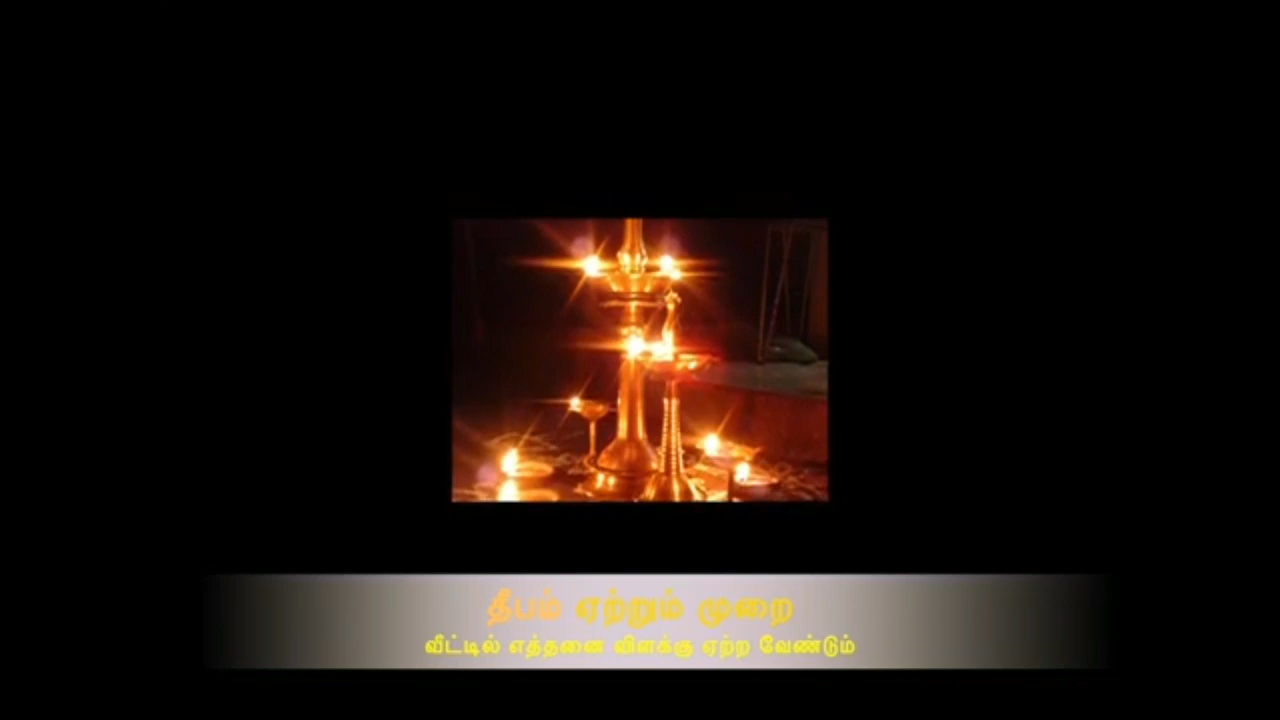 தீபம் ஏற்றும் முறை
வீட்டில் எத்தனை விளக்கு ஏற்ற வேண்டும்